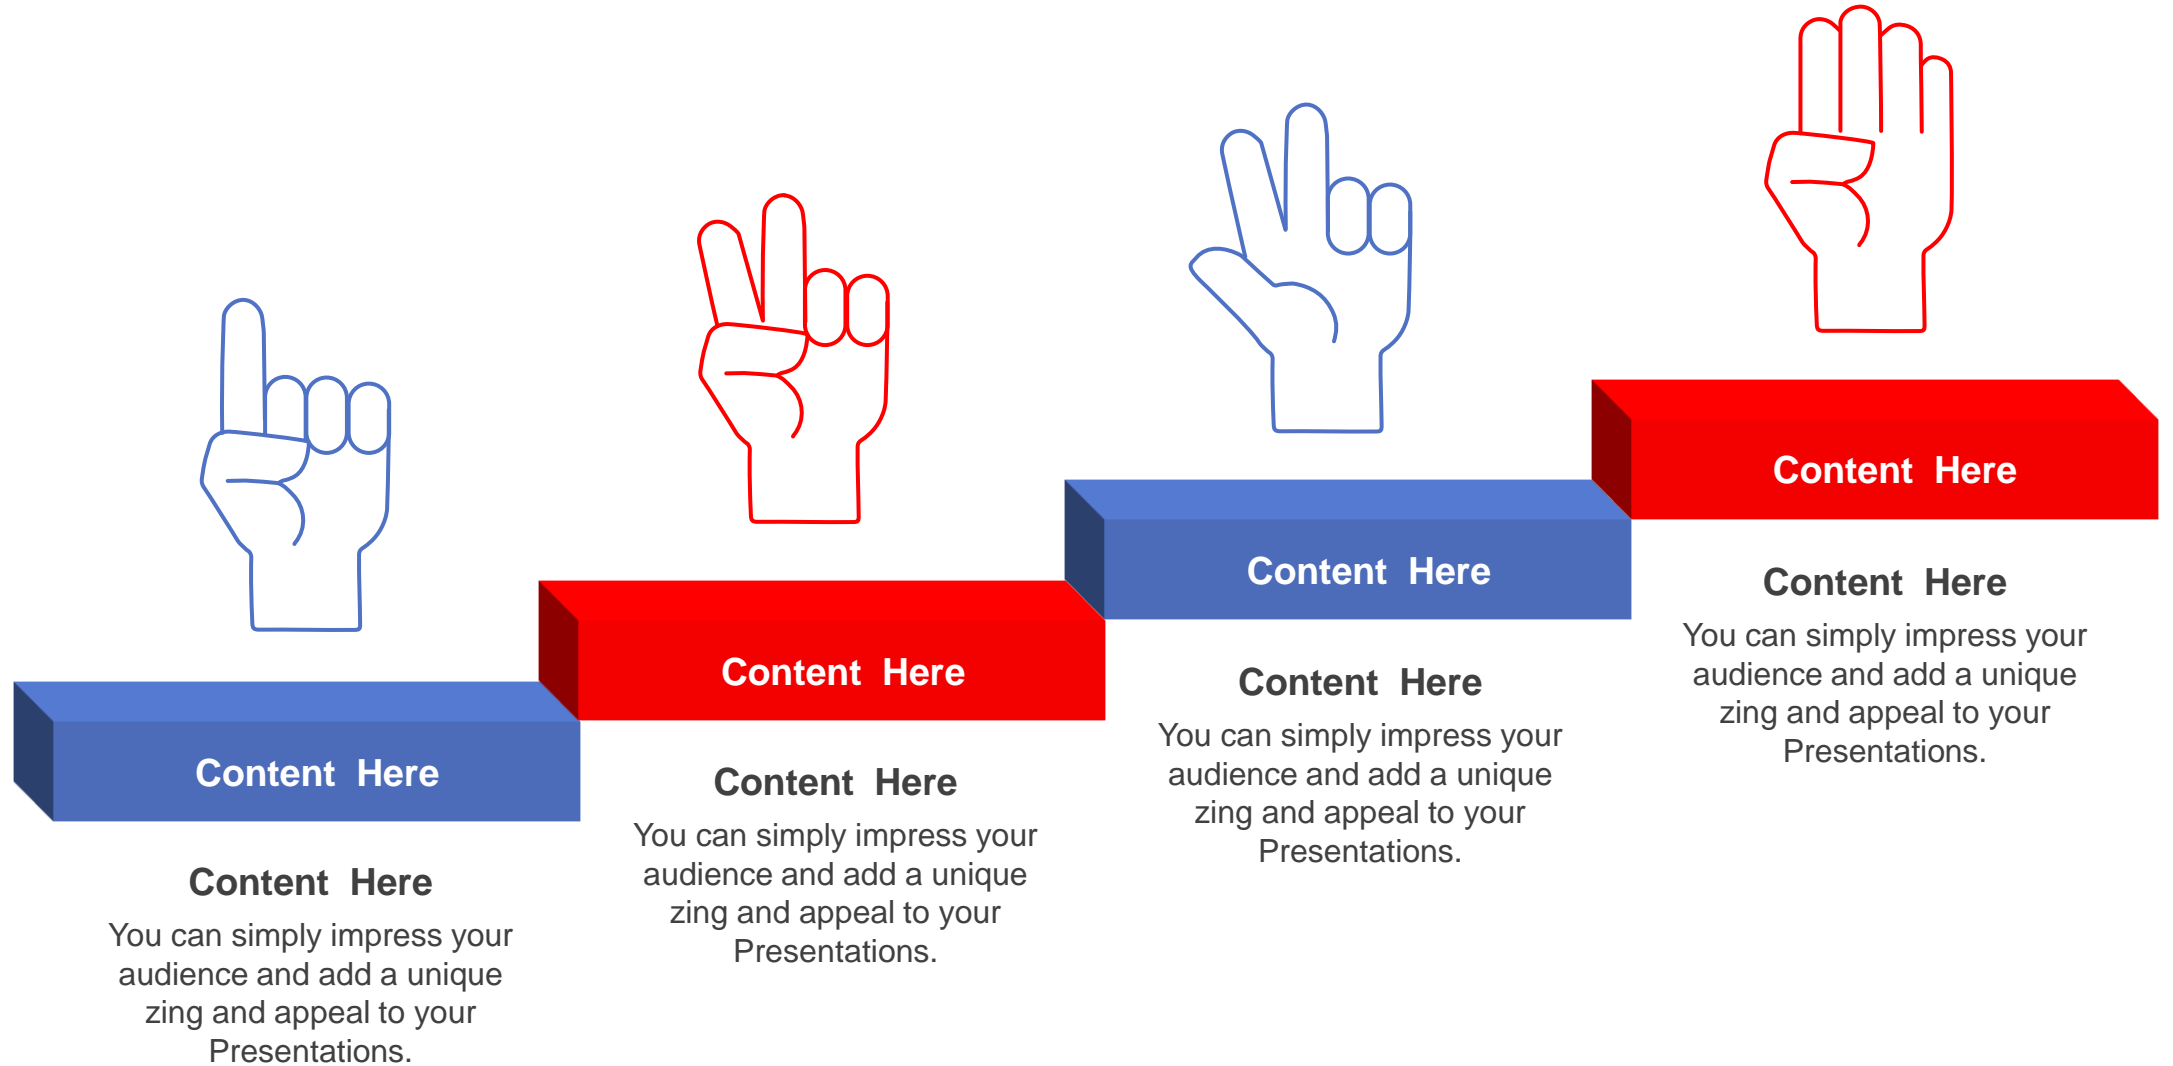 Content Here
Content Here
You can simply impress your
audience and add a unique
zing and appeal to your
Presentations.
Content Here
Content Here
You can simply impress your
audience and add a unique
zing and appeal to your
Presentations.
Content Here
Content Here
You can simply impress your
audience and add a unique
zing and appeal to your
Presentations.
Content Here
Content Here
You can simply impress your
audience and add a unique
zing and appeal to your
Presentations.